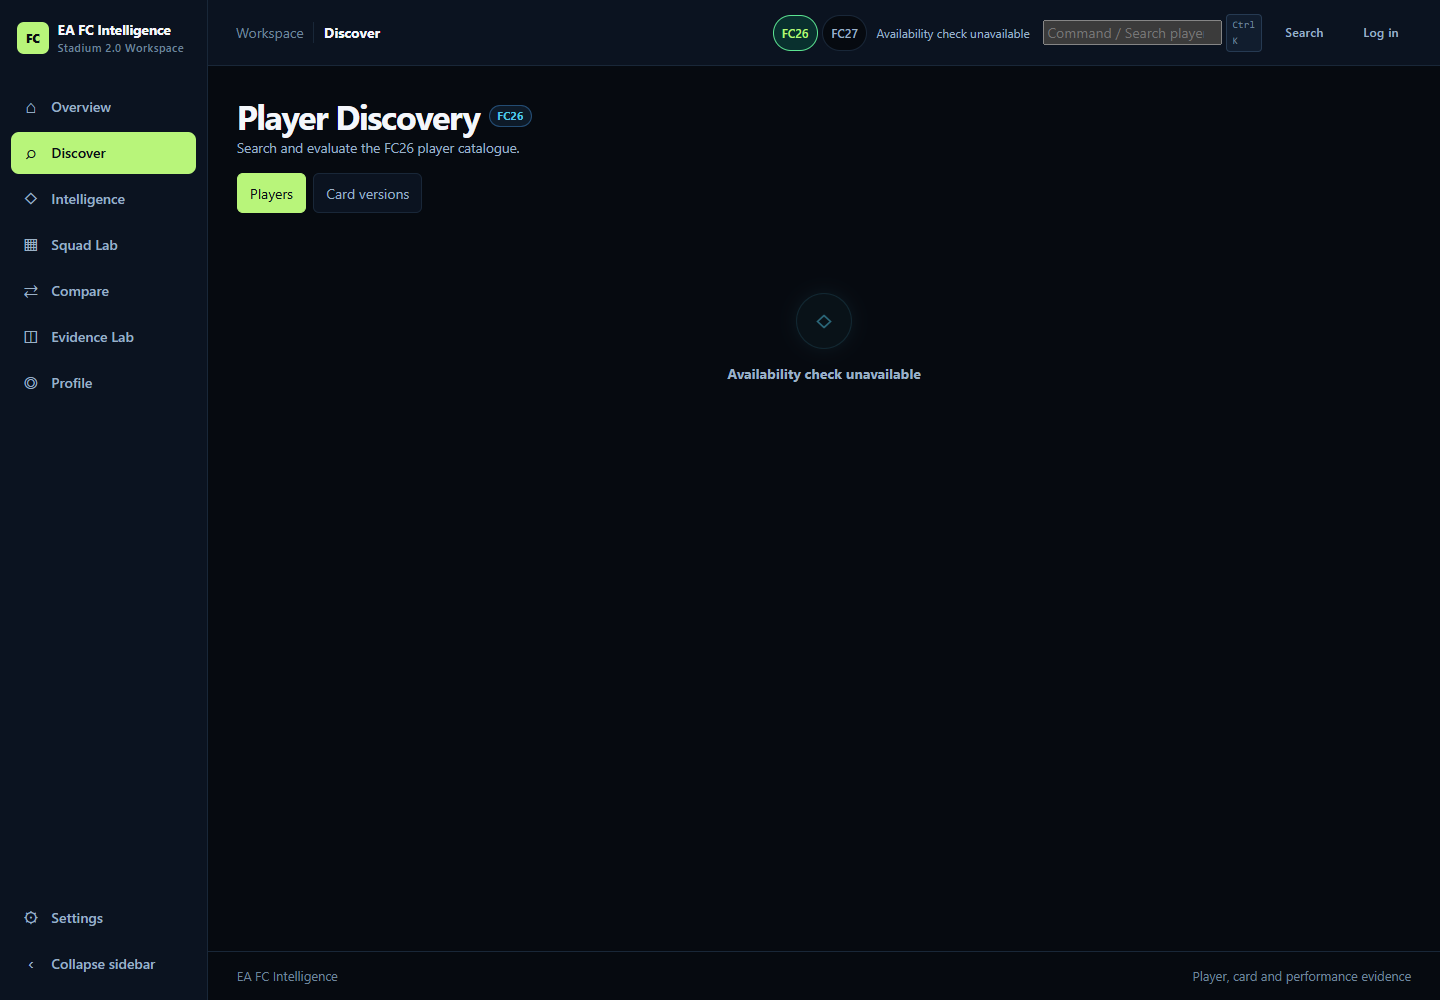 FC
EA FC Intelligence
Stadium 2.0 Workspace
Overview
Discover
Intelligence
Squad Lab
Compare
Evidence Lab
Profile
Settings
Collapse sidebar
Workspace
Discover
FC26
FC27
Availability check unavailable
Command / Search playe
Ctrl
K
Search
Log in
Player Discovery
FC26
Search and evaluate the FC26 player catalogue.
Players
Card versions
Availability check unavailable
EA FC Intelligence
Player, card and performance evidence